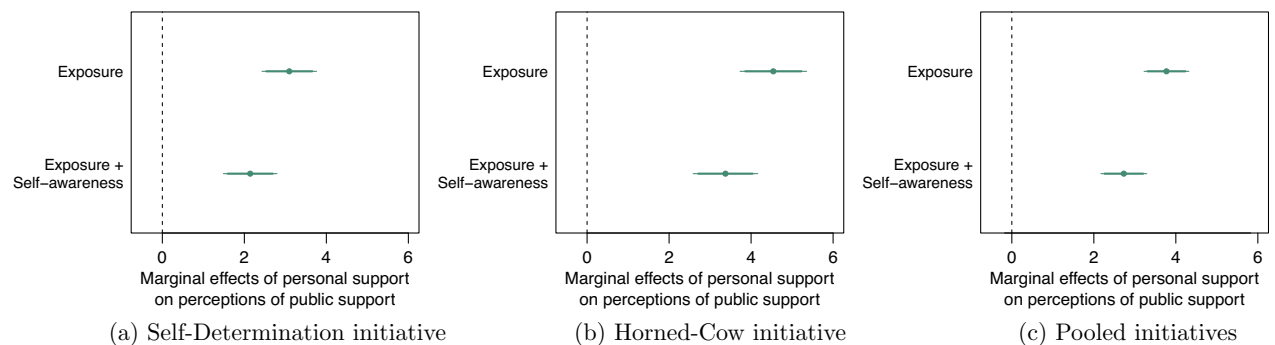 Exposure
Exposure +
Self−awareness
0 2 4 6
Marginal effects of personal support
on perceptions of public support
(a) Self-Determination initiative
Exposure
Exposure +
Self−awareness
0 2 4 6
Marginal effects of personal support
on perceptions of public support
(b) Horned-Cow initiative
Exposure
Exposure +
Self−awareness
0 2 4 6
Marginal effects of personal support
on perceptions of public support
(c) Pooled initiatives